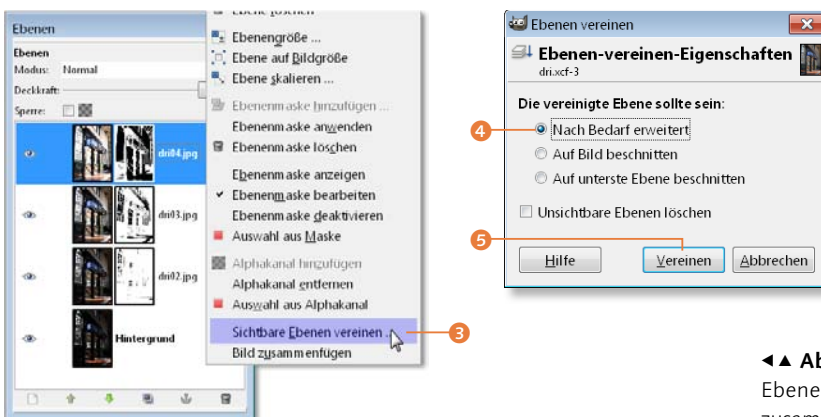 Ebenen
Ebenen
Modus: Normal
Deckkraft:
Sperre:
dri04.jpg
dri03.jpg
dri02.jpg
Hintergrund
Ebene löschen
Ebenengröße ...
Ebene auf Bildgröße
Ebene skalieren ...
Ebenenmaske hinzufügen ...
Ebenenmaske anwenden
Ebenenmaske löschen
Ebenenmaske anzeigen
Ebenenmaske bearbeiten
Ebenenmaske deaktivieren
Auswahl aus Maske
Alphakanal hinzufügen
Alphakanal entfernen
Auswahl aus Alphakanal
Sichtbare Ebenen vereinen ...
Bild zusammenfügen
3
Ebenen vereinen
Ebenen-vereinen-Eigenschaften
dri.xcf-3
Die vereinigte Ebene sollte sein:
4
Nach Bedarf erweitert
Auf Bild beschnitten
Auf unterste Ebene beschnitten
Unsichtbare Ebenen löschen
5
Hilfe Vereinen Abbrechen
◂▴ Ab
Ebene